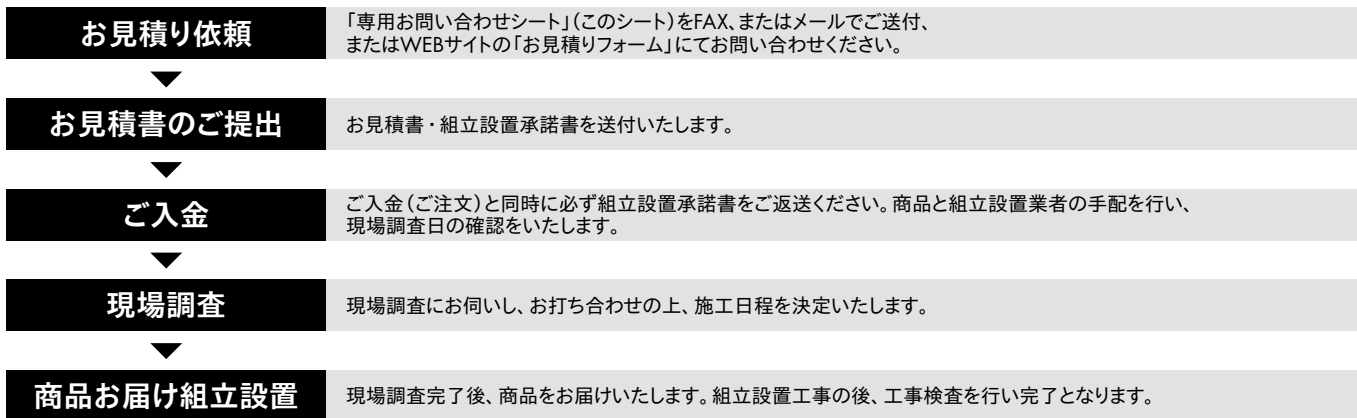 お見積り依頼
「専用お問い合わせシート」(このシート)をFAX、またはメールでご送付、
またはWEBサイトの「お見積りフォーム」にてお問い合わせください。
お見積書のご提出
お見積書・組立設置承諾書を送付いたします。
ご入金
ご入金(ご注文)と同時に必ず組立設置承諾書をご返送ください。商品と組立設置業者の手配を行い、
現場調査日の確認をいたします。
現場調査
現場調査にお伺いし、お打ち合わせの上、施工日程を決定いたします。
商品お届け組立設置
現場調査完了後、商品をお届けいたします。組立設置工事の後、工事検査を行い完了となります。